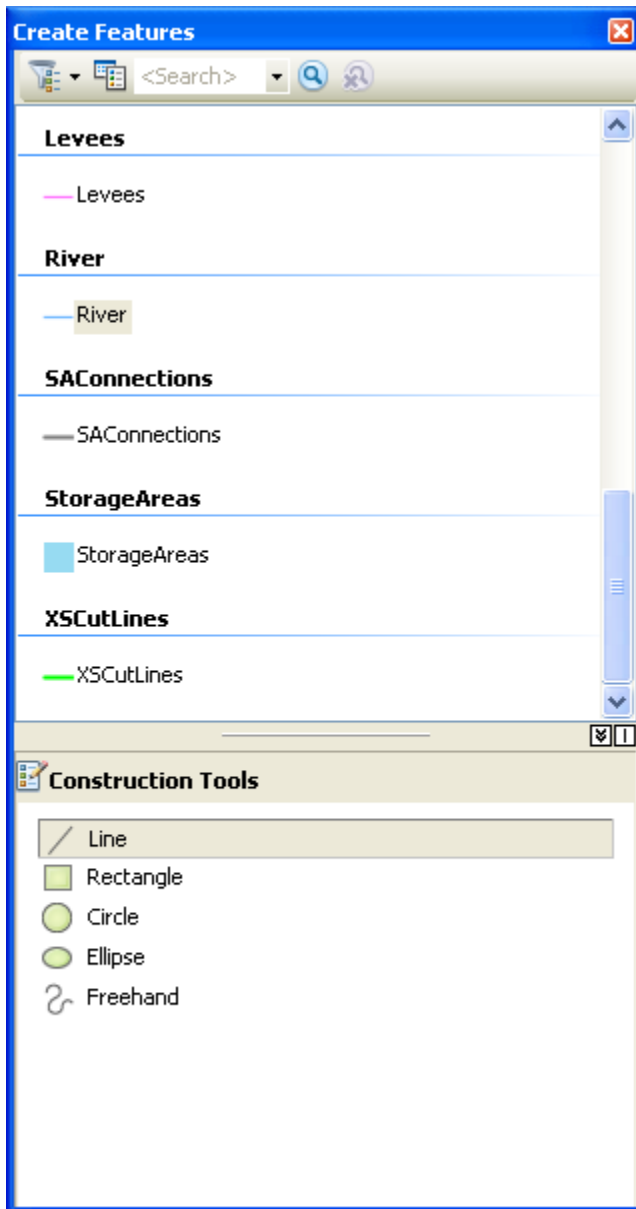 Create Features
<Search>
Levees
Levees
River
River
SAConnections
SAConnections
StorageAreas
StorageAreas
XSCutLines
XSCutLines
Construction Tools
Line
Rectangle
Circle
Ellipse
Freehand